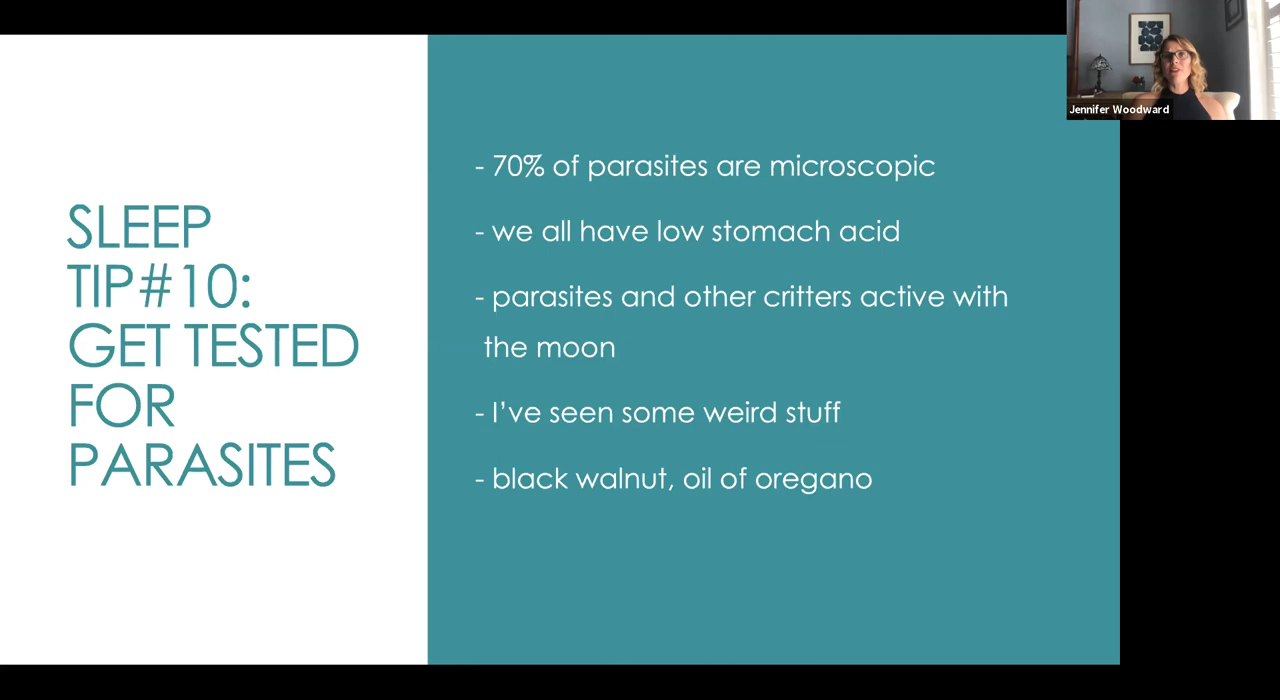 SLEEP
TIP#10:
GET TESTED
FOR
PARASITES
- 70% of parasites are microscopic
- we all have low stomach acid
- parasites and other critters active with
the moon
- I’ve seen some weird stuff
- black walnut, oil of oregano
Jennifer Woodward